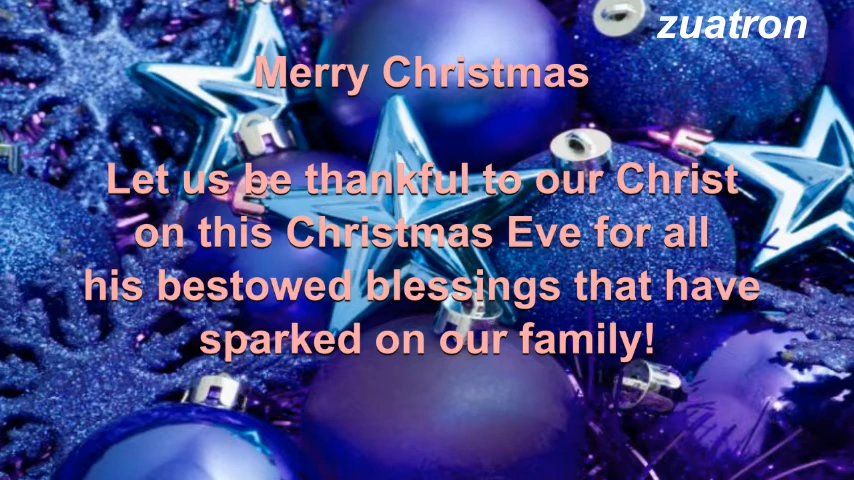 zuatron
Merry Christmas
Let us be thankful to our Christ
on this Christmas Eve for all
his bestowed blessings that have
sparked on our family!